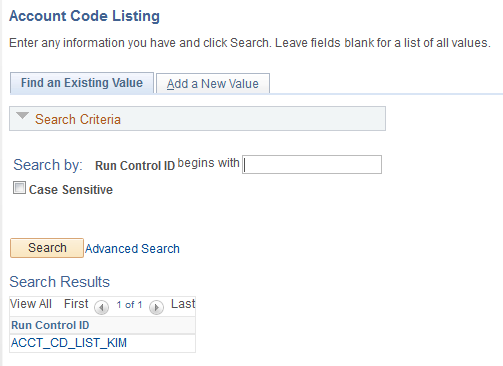 Account Code Listing
Enter any information you have and click Search. Leave fields blank for a list of all values.
Find an Existing Value Add a New Value
Search Criteria
Search by: Run Control ID begins with
Case Sensitive
Search Advanced Search
Search Results
View All First 1 of 1 Last
Run Control ID
ACCT_CD_LIST_KIM